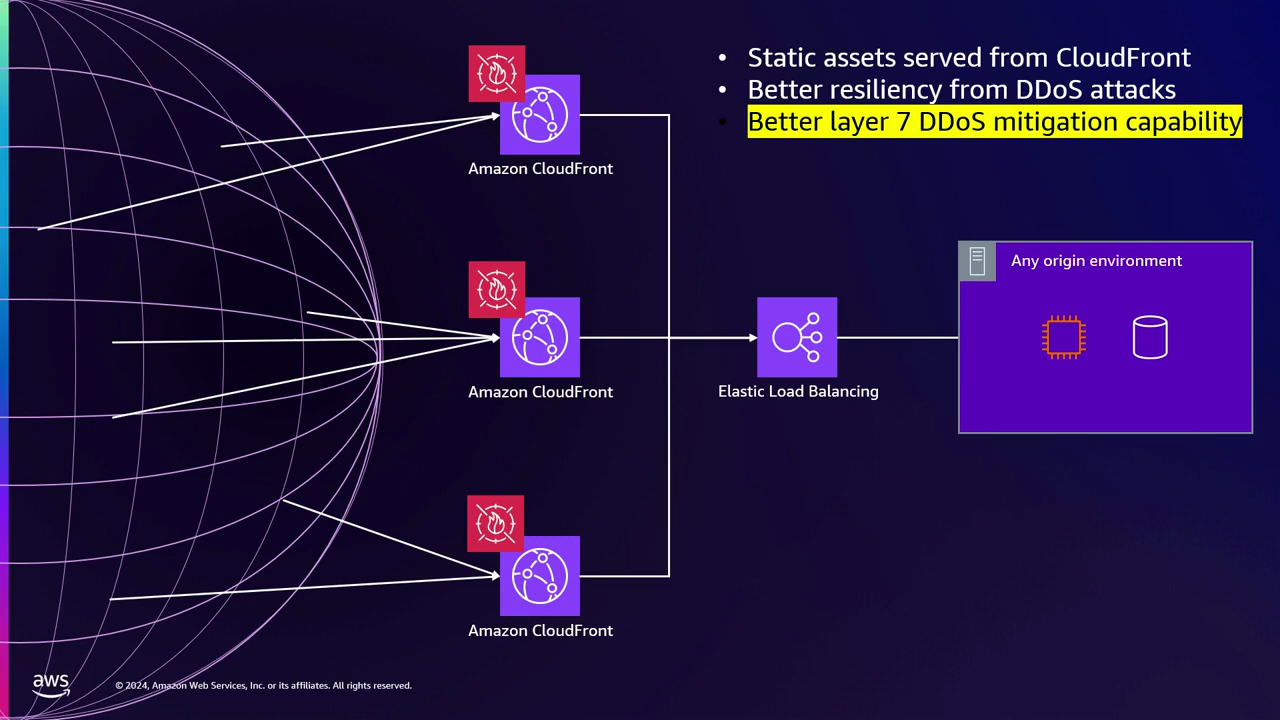 • Static assets served from CloudFront
• Better resiliency from DDoS attacks
• Better layer 7 DDoS mitigation capability
Amazon CloudFront
Any origin environment
Amazon CloudFront
Elastic Load Balancing
Amazon CloudFront
aws
© 2024, Amazon Web Services, Inc. or its affiliates. All rights reserved.